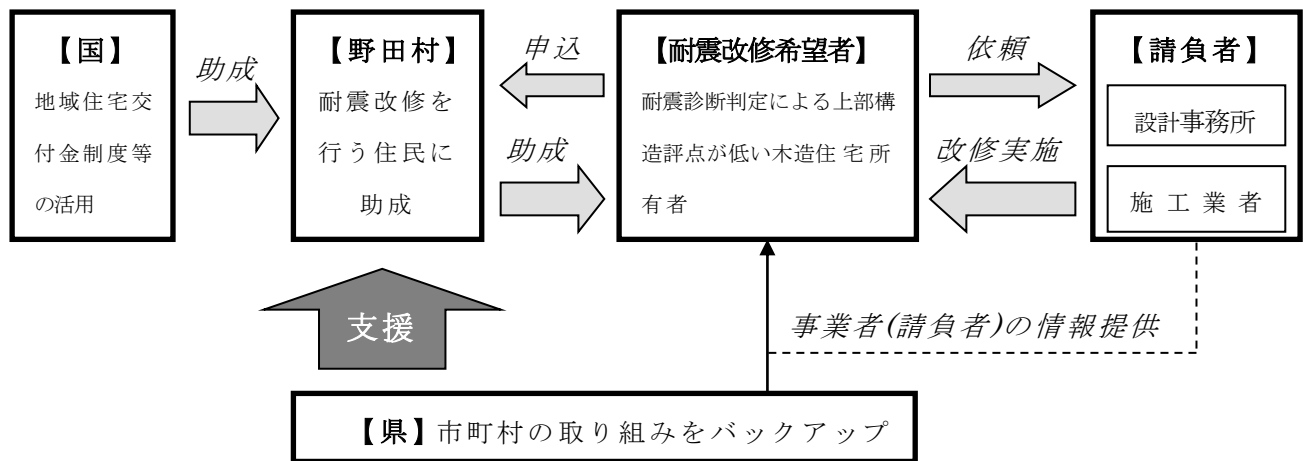 【国】
地域住宅交
付金制度等
の活用
助成
【野田村】
耐震改修を
行う住民に
助成
申込
助成
【耐震改修希望者】
耐震診断判定による上部構
造評点が低い木造住宅所
有者
依頼
改修実施
【請負者】
設計事務所
施工業者
支援
事業者(請負者)の情報提供
【県】市町村の取り組みをバックアップ